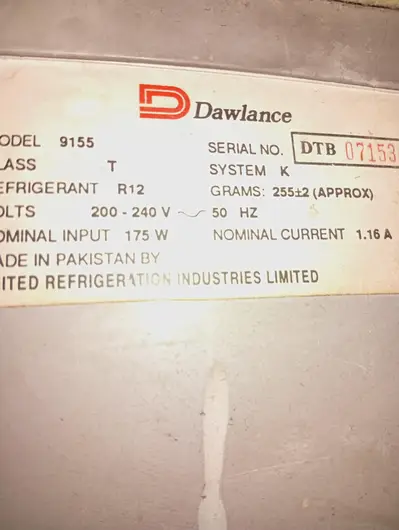 Dawlance
ODEL 9155 SERIAL NO. DTB 07153
LASS T SYSTEM K
EFRIGERANT R12 GRAMS: 255±2 (APPROX)
OLTS 200 - 240 V ~ 50 HZ
OMINAL INPUT 175 W NOMINAL CURRENT 1.16 A
ADE IN PAKISTAN BY
ITED REFRIGERATION INDUSTRIES LIMITED